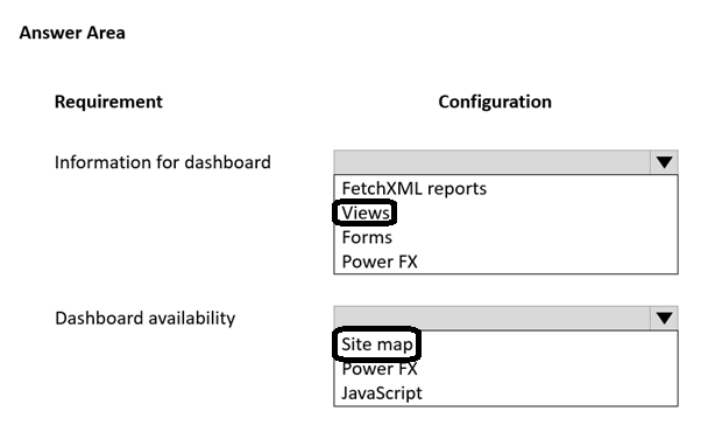 Answer Area
Requirement Configuration
Information for dashboard
FetchXML reports
Views
Forms
Power FX
Dashboard availability
Site map
Power FX
JavaScript